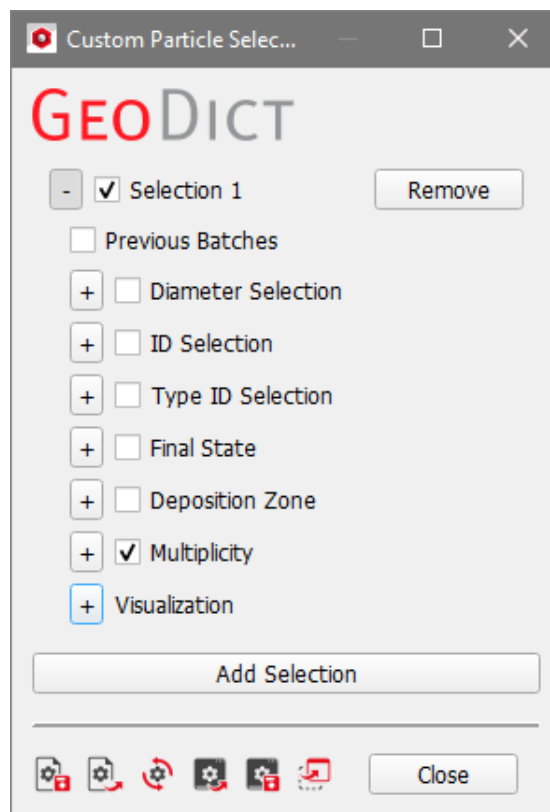 Custom Particle Selec...
GEODICT
- Selection 1 Remove
Previous Batches
+ Diameter Selection
+ ID Selection
+ Type ID Selection
+ Final State
+ Deposition Zone
+ Multiplicity
+ Visualization
Add Selection
Close